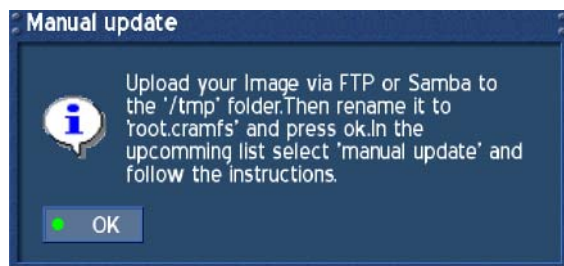 Manual update
Upload your Image via FTP or Samba to
the '/tmp' folder.Then rename it to
'root.cramfs' and press ok.In the
upcomming list select 'manual update' and
follow the instructions.
OK